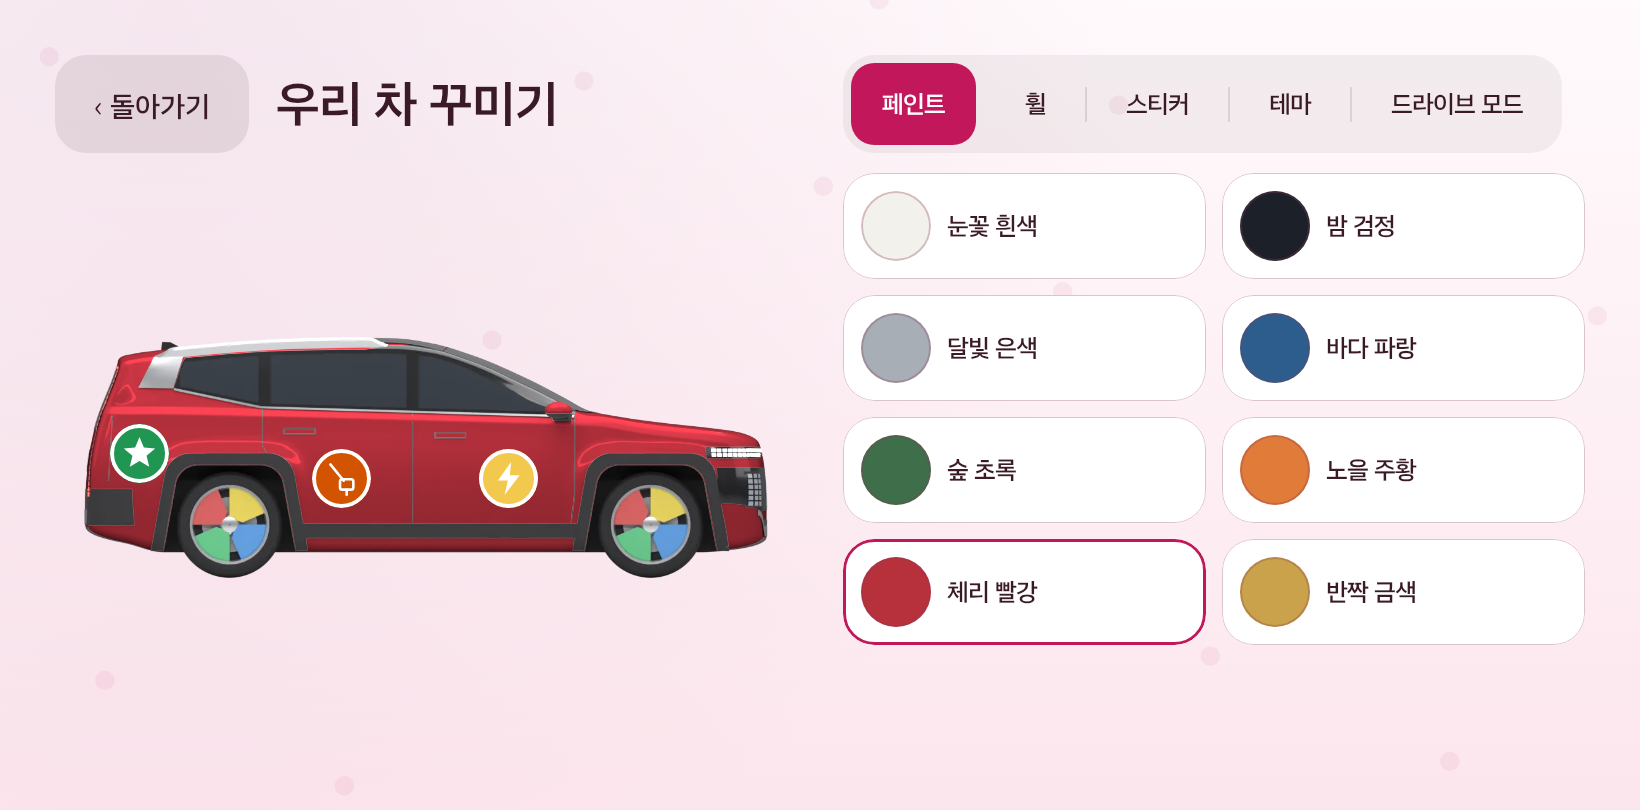 ‹ 돌아가기
우리 차 꾸미기
페인트
휠
스티커
테마
드라이브 모드
눈꽃 흰색
밤 검정
달빛 은색
바다 파랑
숲 초록
노을 주황
체리 빨강
반짝 금색